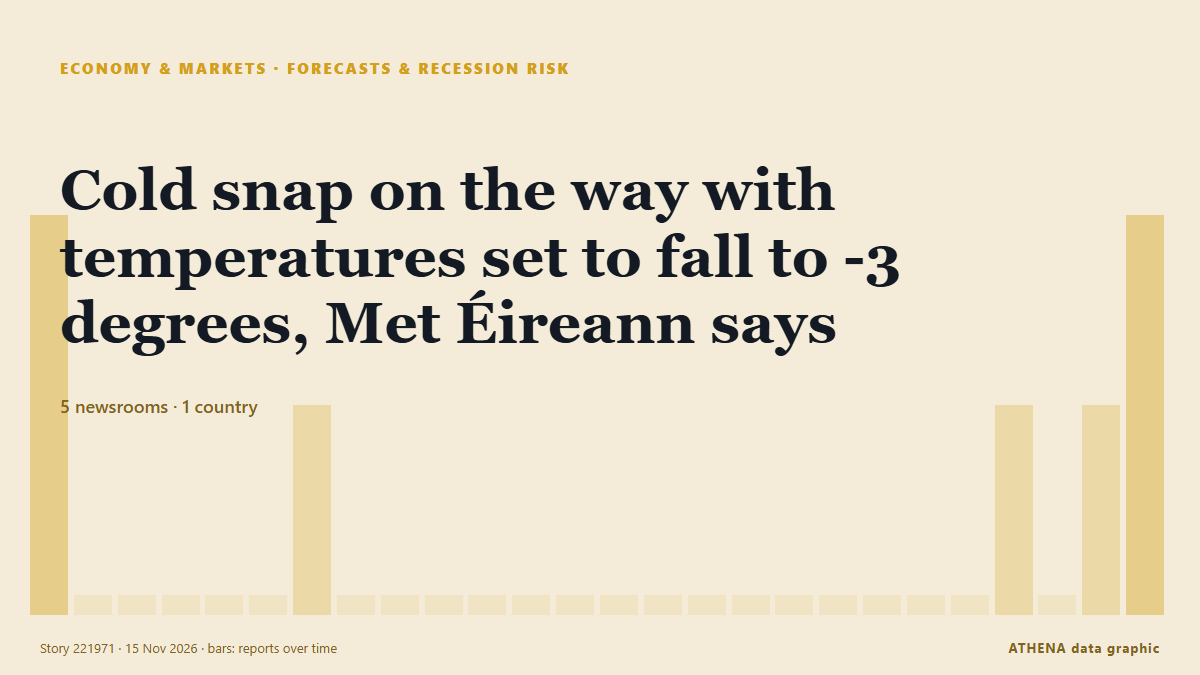 ECONOMY & MARKETS · FORECASTS & RECESSION RISK
Cold snap on the way with
temperatures set to fall to -3
degrees, Met Éireann says
5 newsrooms · 1 country
Story 221971 · 15 Nov 2026 · bars: reports over time
ATHENA data graphic